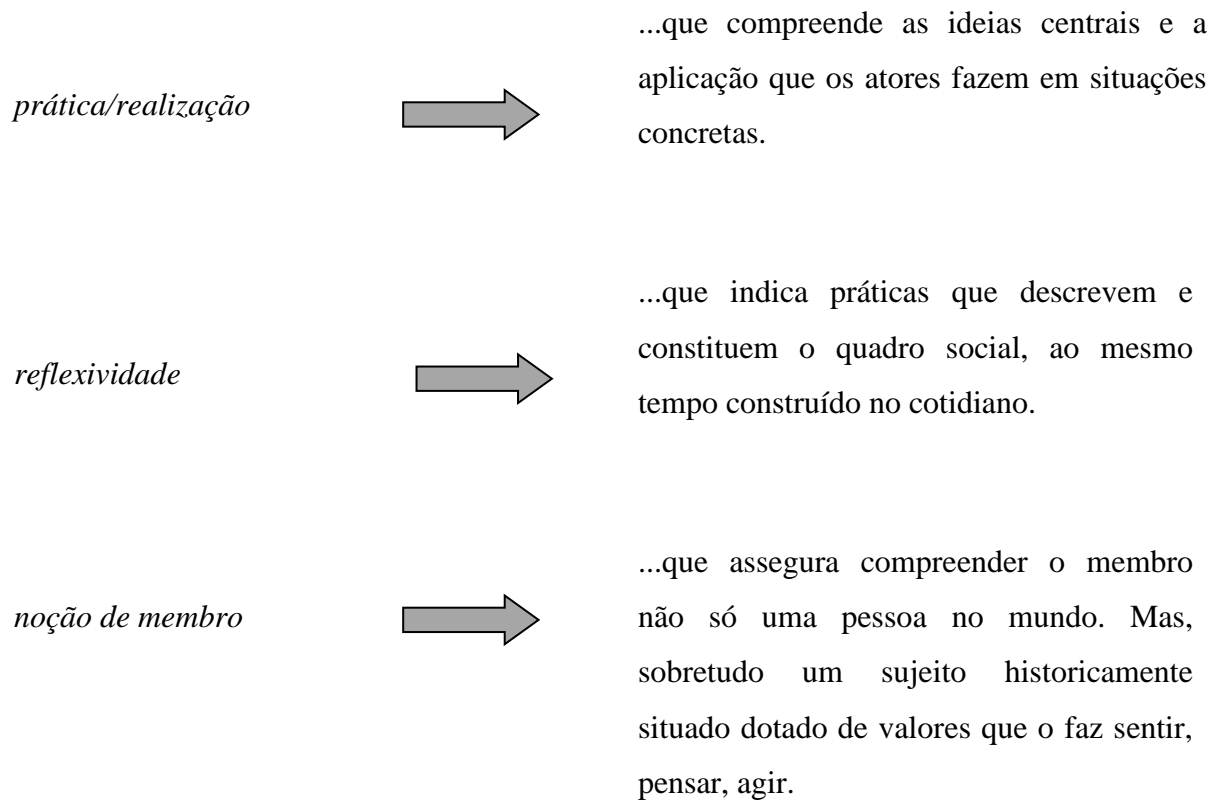 ...que compreende as ideias centrais e a
prática/realização
aplicação que os atores fazem em situações
concretas.
...que indica práticas que descrevem e
reflexividade
constituem o quadro social, ao mesmo
tempo construído no cotidiano.
...que assegura compreender o membro
noção de membro
não só uma pessoa no mundo. Mas,
sobretudo um sujeito historicamente
situado dotado de valores que o faz sentir,
pensar, agir.